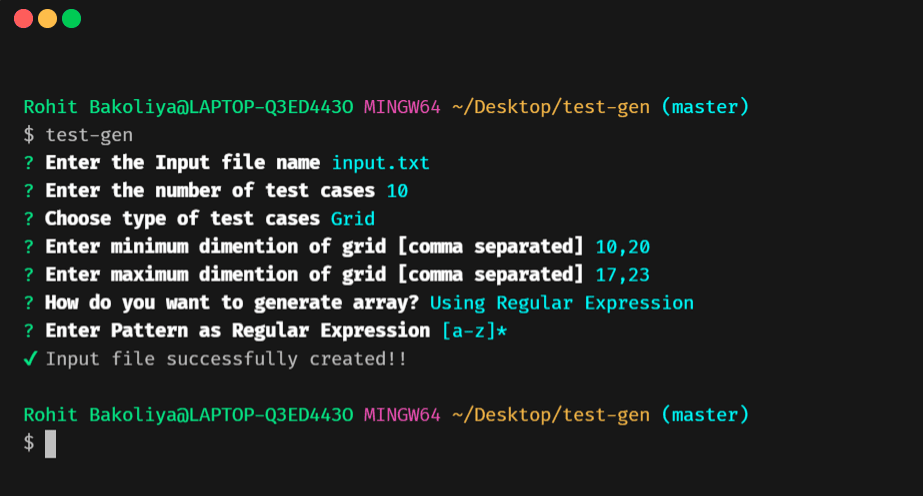 Rohit Bakoliya@LAPTOP-Q3ED443O MINGW64 ~/Desktop/test-gen (master)
$ test-gen
? Enter the Input file name input.txt
? Enter the number of test cases 10
? Choose type of test cases Grid
? Enter minimum dimention of grid [comma separated] 10,20
? Enter maximum dimention of grid [comma separated] 17,23
? How do you want to generate array? Using Regular Expression
? Enter Pattern as Regular Expression [a-z]*
✔ Input file successfully created!!
Rohit Bakoliya@LAPTOP-Q3ED443O MINGW64 ~/Desktop/test-gen (master)
$